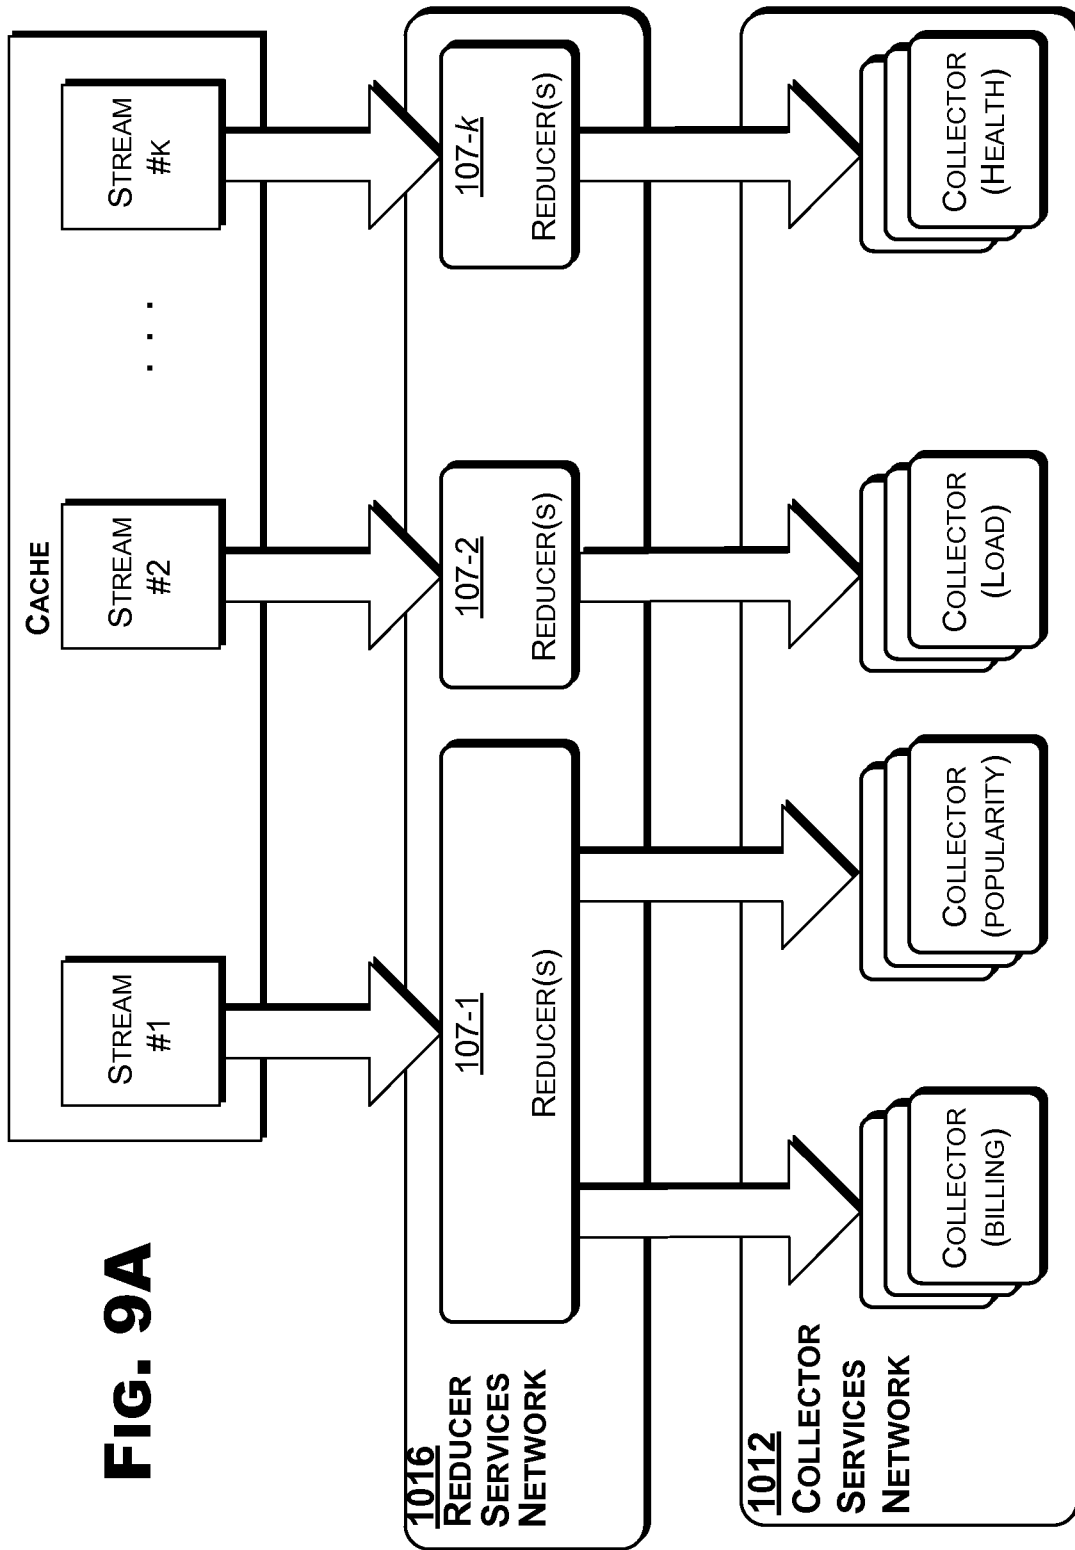 CACHE
STREAM
#1
STREAM
#2
. . .
STREAM
#K
1016
REDUCER
SERVICES
NETWORK
107-1
REDUCER(S)
107-2
REDUCER(S)
107-k
REDUCER(S)
1012
COLLECTOR
SERVICES
NETWORK
COLLECTOR
(BILLING)
COLLECTOR
(POPULARITY)
COLLECTOR
(LOAD)
COLLECTOR
(HEALTH)
FIG. 9A